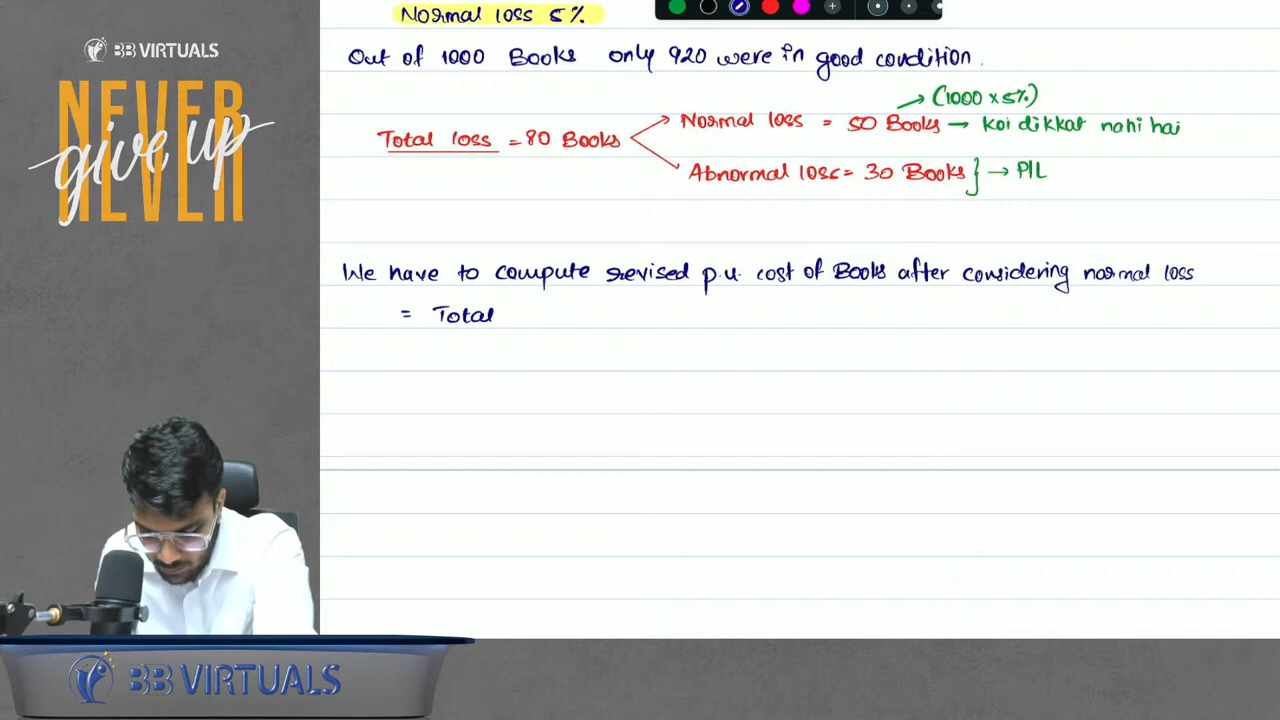 BB VIRTUALS
NEVER
give up
NEVER
Normal loss 5%
Out of 1000 Books only 920 were in good condition.
→ (1000 x 5%)
Total loss = 80 Books
Normal loss = 50 Books → Koi dikkat nahi hai
Abnormal loss = 30 Books } → P/L
We have to compute revised p.u. cost of Books after considering normal loss
= Total
BB VIRTUALS